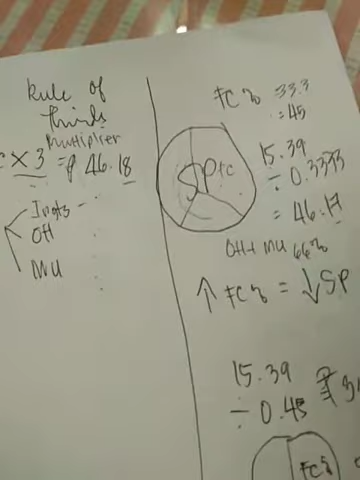 Rule of
thirds
Multiplier
C × 3 = ₱ 46.18
Ingts -
OH
MU
FC % = 33.3
= 45
SP FC
15.39
÷ 0.3333
= 46.17
OH + MU 66%
↑ FC % = ↓ SP
15.39
÷ 0.45
FC%